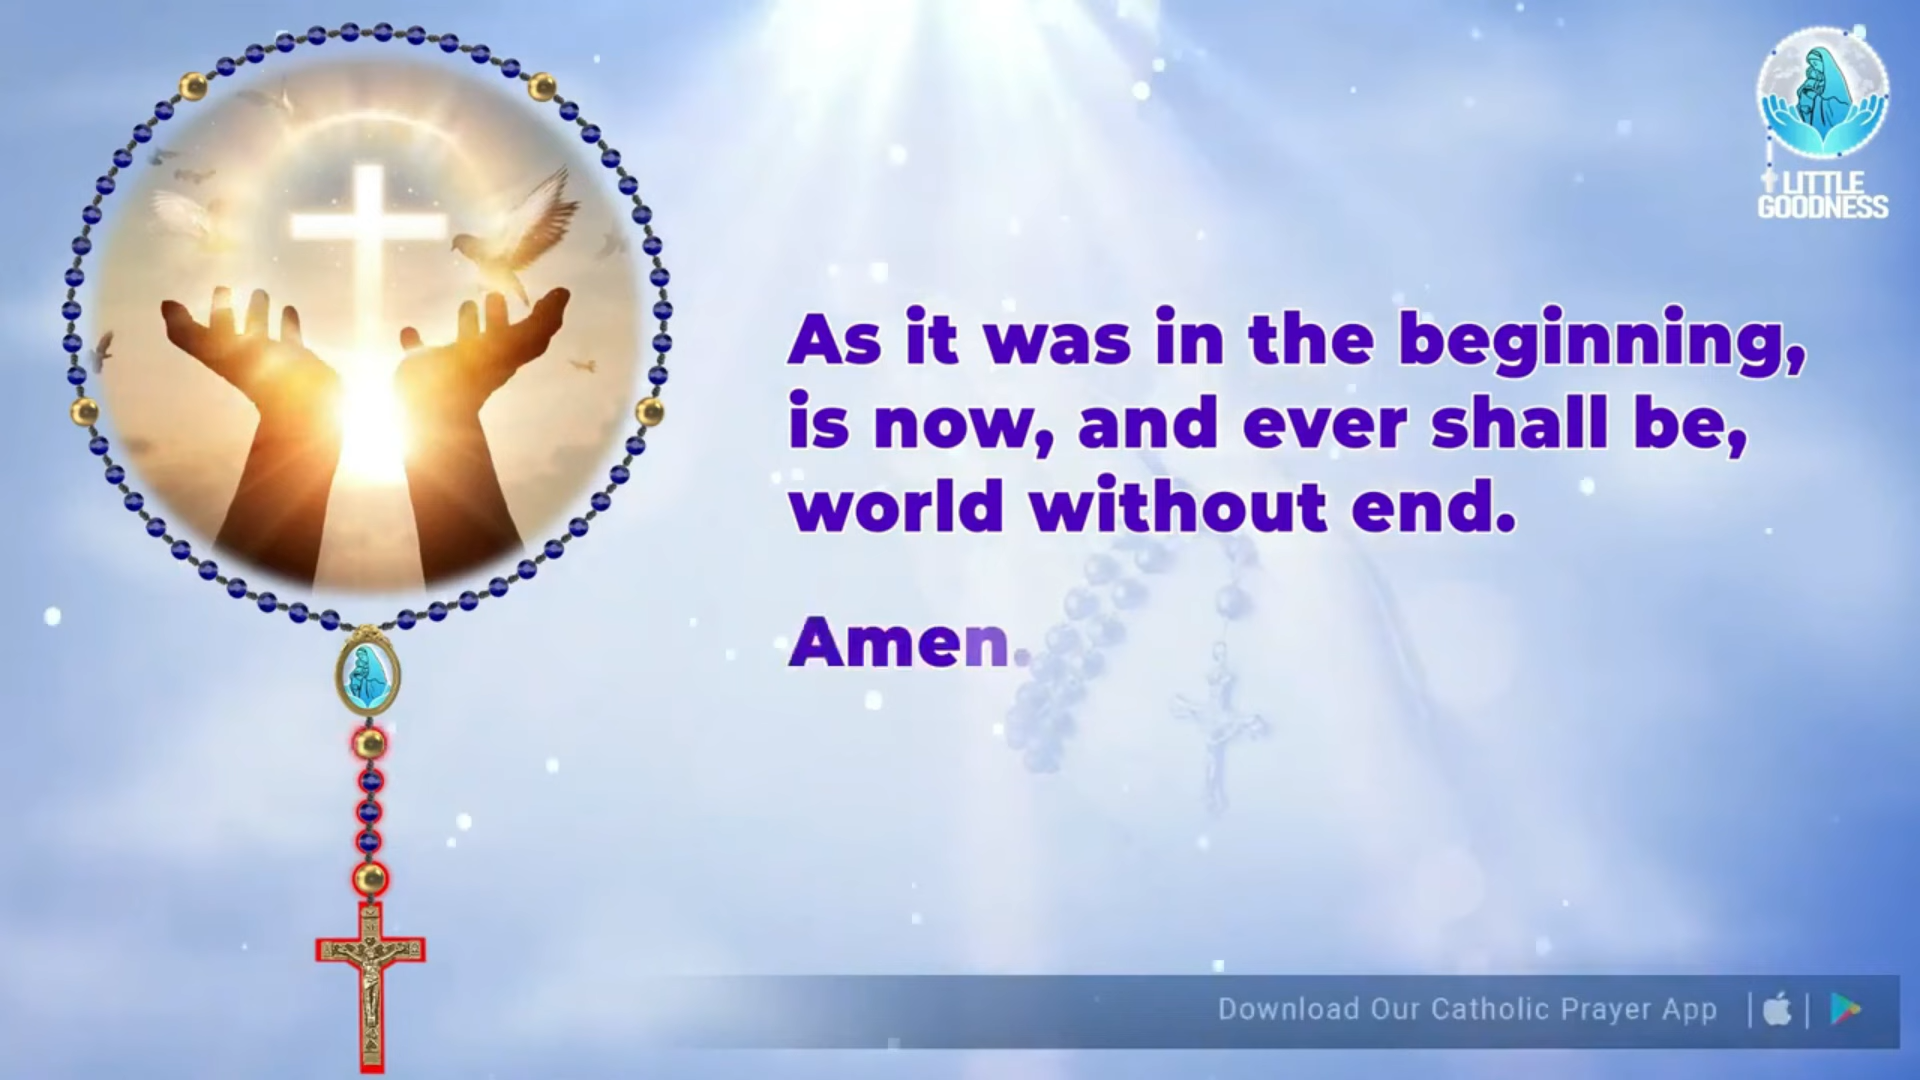 LITTLE
GOODNESS
As it was in the beginning,
is now, and ever shall be,
world without end.
Amen.
Download Our Catholic Prayer App